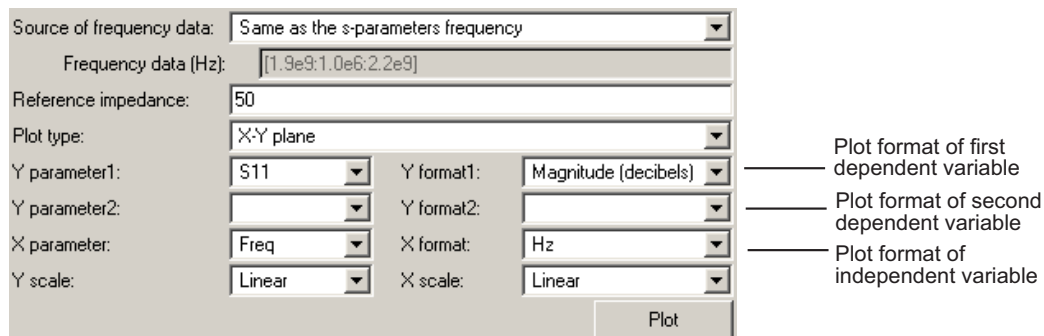 Source of frequency data: Same as the s-parameters frequency
Frequency data (Hz): [1.9e9:1.0e6:2.2e9]
Reference impedance: 50
Plot type: X-Y plane
Y parameter1: S11 Y format1: Magnitude (decibels)
Y parameter2: Y format2:
X parameter: Freq X format: Hz
Y scale: Linear X scale: Linear
Plot
Plot format of first
dependent variable
Plot format of second
dependent variable
Plot format of
independent variable